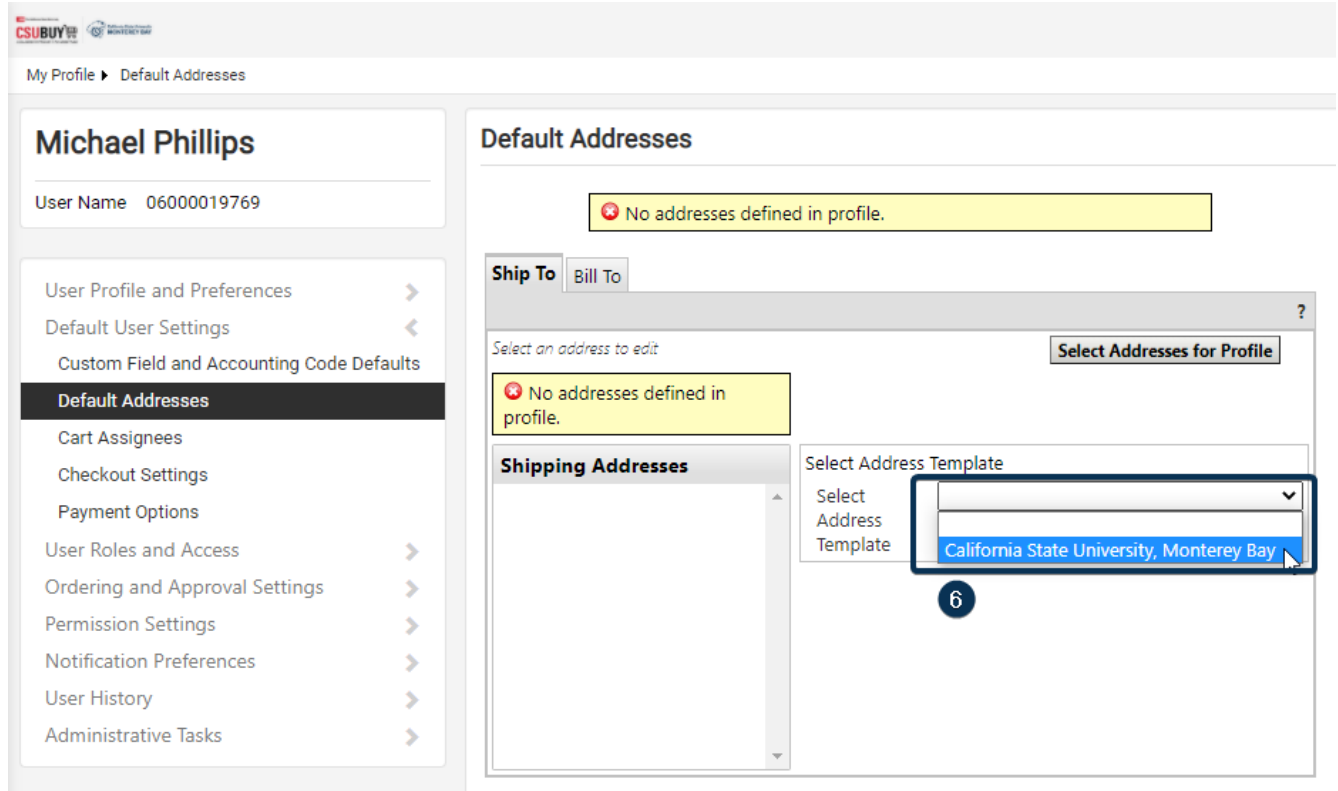 CSUBUY
MONTEREY BAY
My Profile Default Addresses
Michael Phillips
User Name 06000019769
User Profile and Preferences
Default User Settings
Custom Field and Accounting Code Defaults
Default Addresses
Cart Assignees
Checkout Settings
Payment Options
User Roles and Access
Ordering and Approval Settings
Permission Settings
Notification Preferences
User History
Administrative Tasks
Default Addresses
No addresses defined in profile.
Ship To Bill To
?
Select an address to edit
Select Addresses for Profile
No addresses defined in
profile.
Shipping Addresses
Select Address Template
Select
Address
Template
California State University, Monterey Bay
6